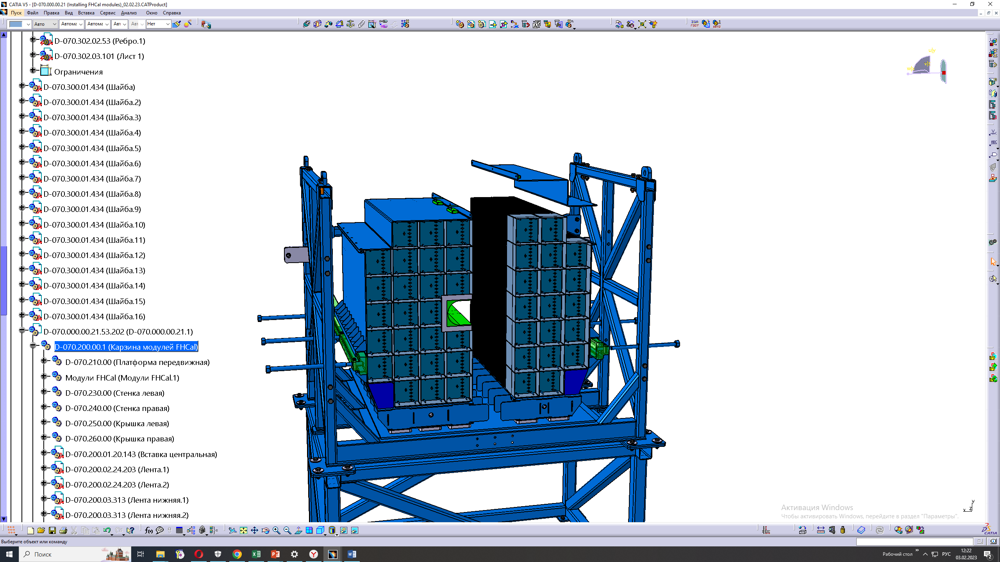 CATIA V5 - [D-070.000.00.21 (Installing FHCal modules)_02.02.23.CATProduct]
Пуск Файл Правка Вид Вставка Сервис Анализ Окно Справка
Авто Автома Автома Авт Авт Нет
D-070.302.02.53 (Ребро.1)
D-070.302.03.101 (Лист 1)
Ограничения
D-070.300.01.434 (Шайба)
D-070.300.01.434 (Шайба.2)
D-070.300.01.434 (Шайба.3)
D-070.300.01.434 (Шайба.4)
D-070.300.01.434 (Шайба.5)
D-070.300.01.434 (Шайба.6)
D-070.300.01.434 (Шайба.7)
D-070.300.01.434 (Шайба.8)
D-070.300.01.434 (Шайба.9)
D-070.300.01.434 (Шайба.10)
D-070.300.01.434 (Шайба.11)
D-070.300.01.434 (Шайба.12)
D-070.300.01.434 (Шайба.13)
D-070.300.01.434 (Шайба.14)
D-070.300.01.434 (Шайба.15)
D-070.300.01.434 (Шайба.16)
D-070.000.00.21.53.202 (D-070.000.00.21.1)
D-070.200.00.1 (Карзина модулей FHCal)
D-070.210.00 (Платформа передвижная)
Модули FHCal (Модули FHCal.1)
D-070.230.00 (Стенка левая)
D-070.240.00 (Стенка правая)
D-070.250.00 (Крышка левая)
D-070.260.00 (Крышка правая)
D-070.200.01.20.143 (Вставка центральная)
D-070.200.02.24.203 (Лента.1)
D-070.200.02.24.203 (Лента.2)
D-070.200.03.313 (Лента нижняя.1)
D-070.200.03.313 (Лента нижняя.2)
Активация Windows
Чтобы активировать Windows, перейдите в раздел "Параметры".
CATIA
Выберите объект или команду
Поиск
Рабочий стол
РУС
12:22
03.02.2023